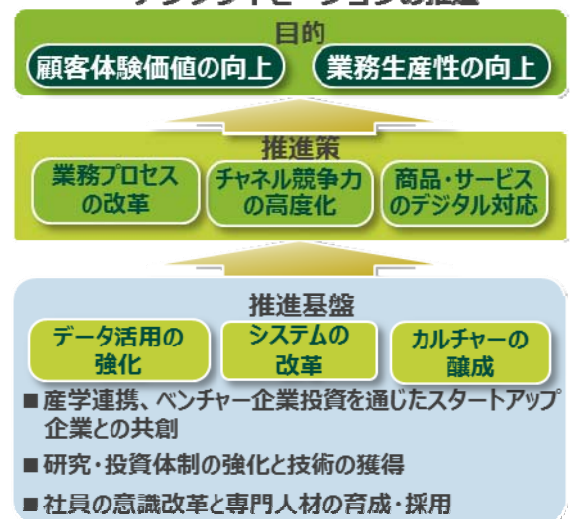 目的
顧客体験価値の向上
業務生産性の向上
推進策
業務プロセス
の改革
チャネル競争力
の高度化
商品・サービス
のデジタル対応
推進基盤
データ活用の
強化
システムの
改革
カルチャーの
醸成
■産学連携、ベンチャー企業投資を通じたスタートアップ
企業との共創
■研究・投資体制の強化と技術の獲得
■社員の意識改革と専門人材の育成・採用